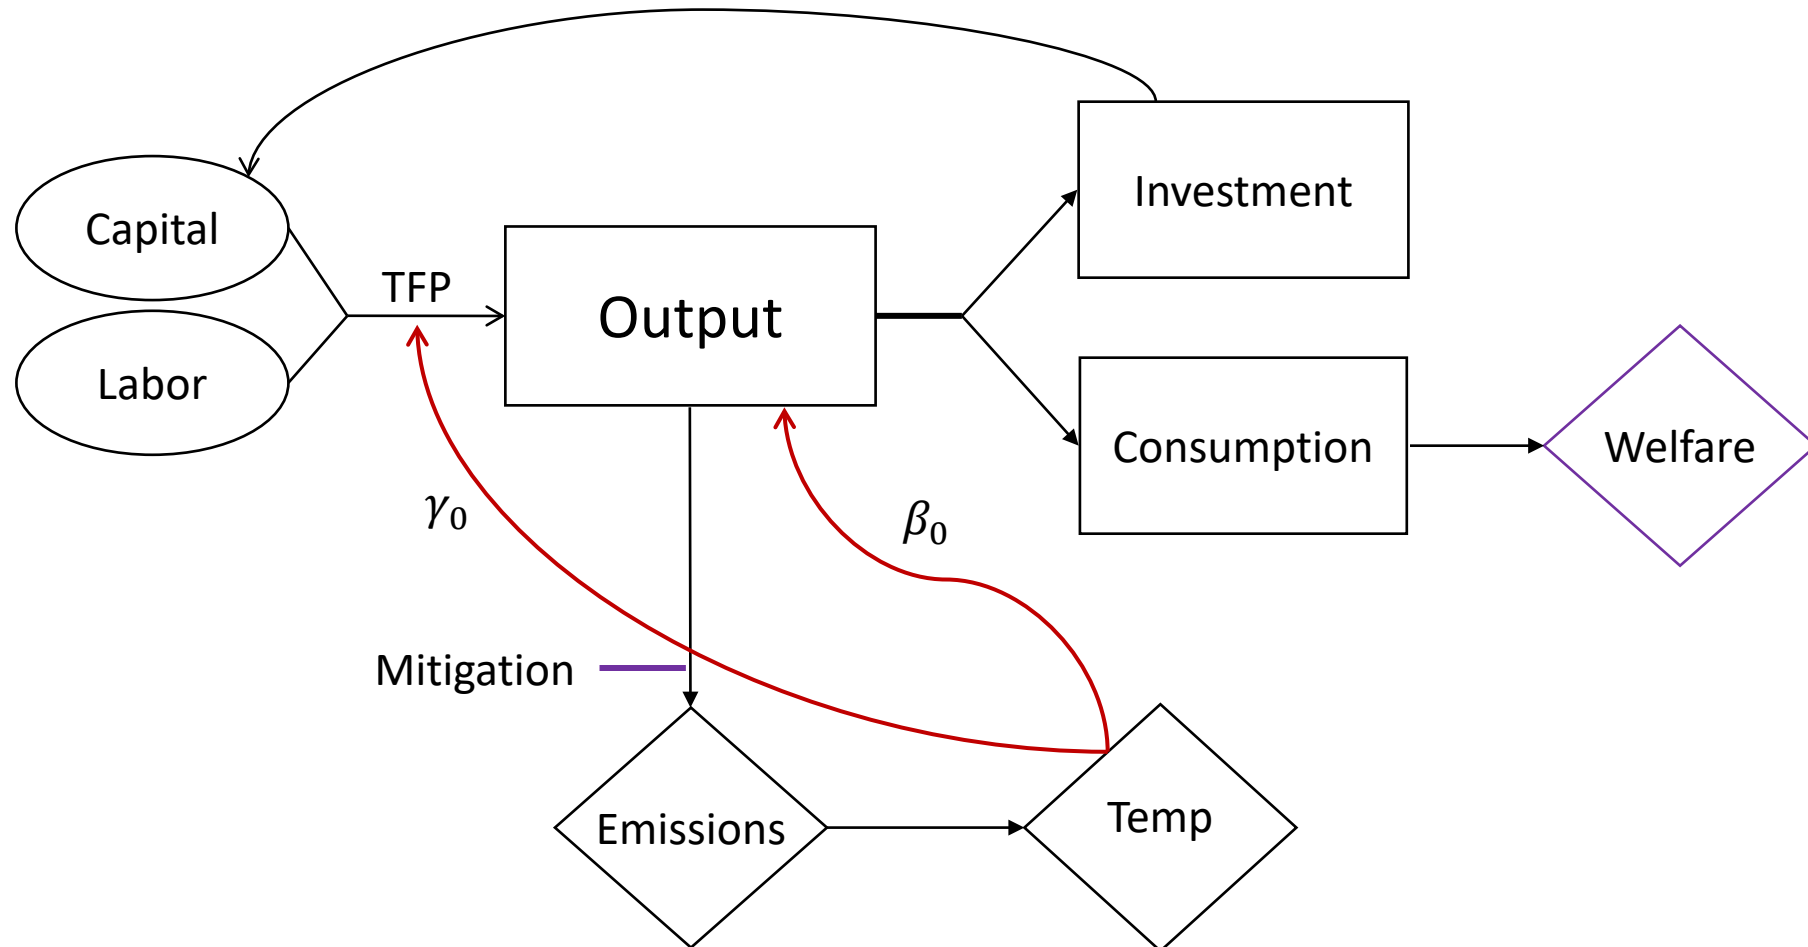 Investment
Capital
TFP
Output
Labor
Consumption
Welfare
γ₀
β₀
Mitigation
Emissions
Temp